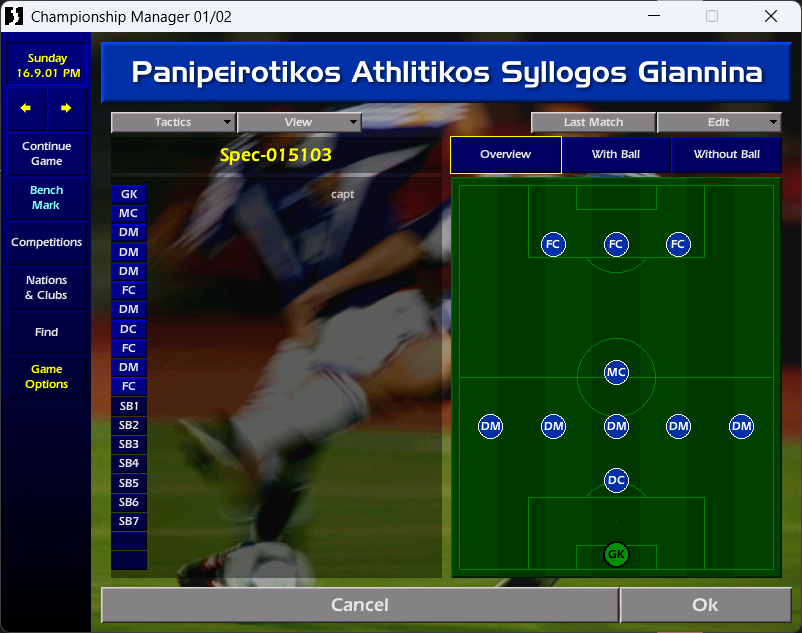 Championship Manager 01/02
Sunday
16.9.01 PM
Panipeirotikos Athlitikos Syllogos Giannina
Continue
Game
Bench
Mark
Competitions
Nations
& Clubs
Find
Game
Options
Tactics
View
Last Match
Edit
Spec-015103
Overview
With Ball
Without Ball
GK capt
MC
DM
DM
DM
FC
DM
DC
FC
DM
FC
SB1
SB2
SB3
SB4
SB5
SB6
SB7
FC FC FC
MC
DM DM DM DM DM
DC
GK
Cancel
Ok